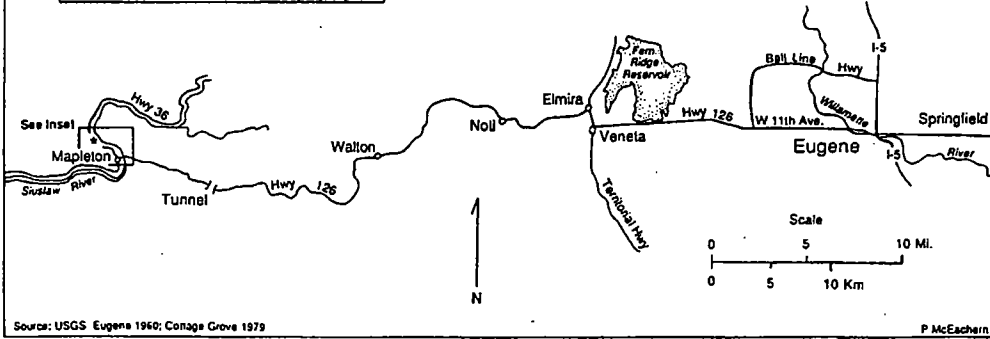 I-5
Ball Line
Hwy
Fern
Ridge
Reservoir
Hwy 36
Willamette
Elmira
See Inset
*
Noti
Hwy 126
W 11th Ave.
Springfield
Veneta
Eugene
Walton
Mapleton
I-5
River
Siuslaw River
Tunnel
Hwy 126
Territorial Hwy
Scale
0 5 10 Mi.
0 5 10 Km
N
Source: USGS Eugene 1960; Cottage Grove 1979
P McEachern